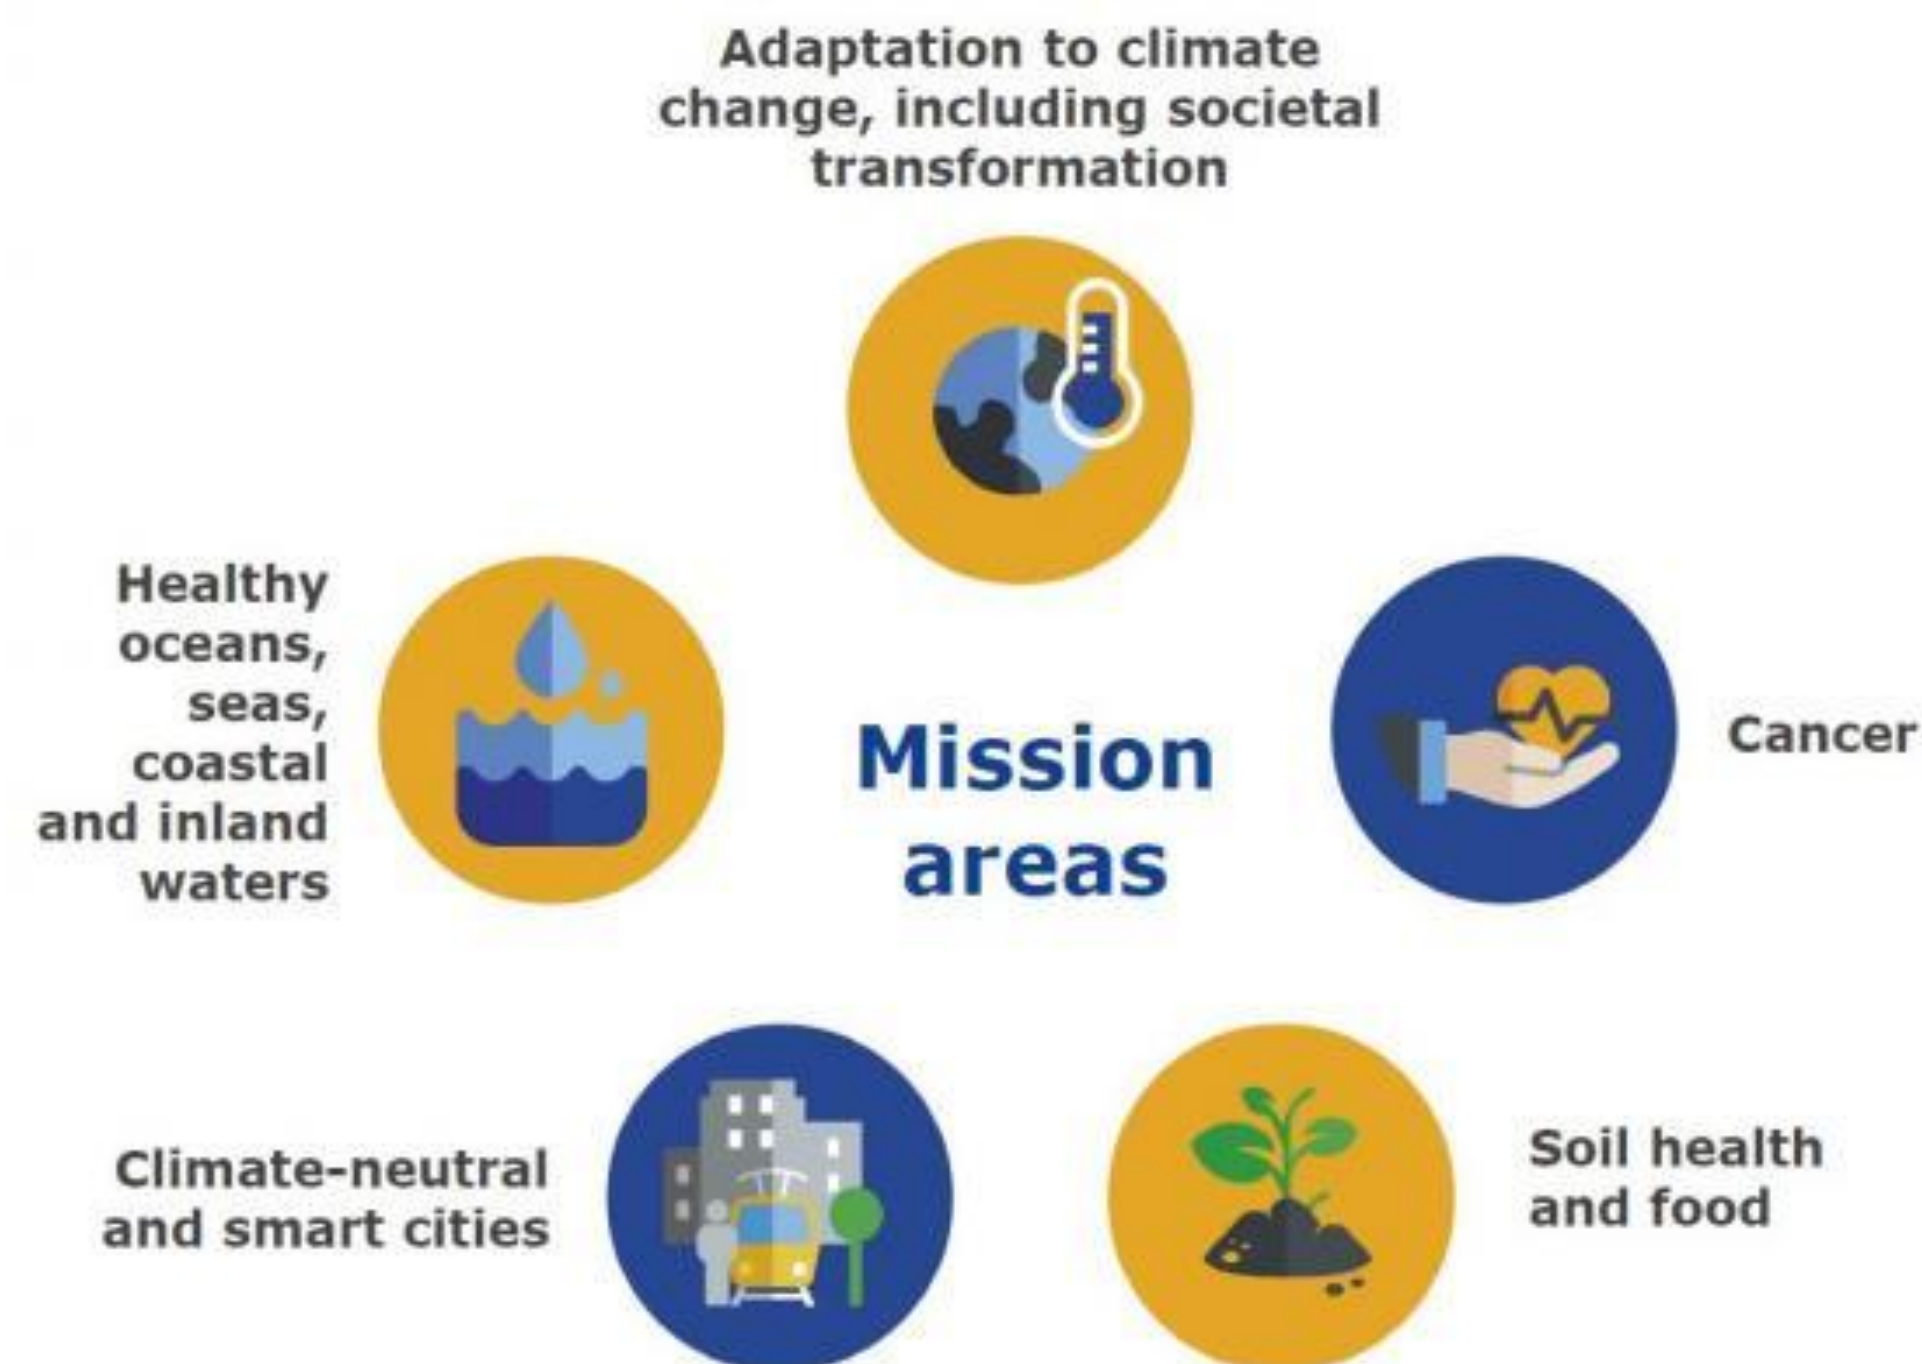 Adaptation to climate
change, including societal
transformation
Healthy
oceans,
seas,
coastal
and inland
waters
Mission
areas
Cancer
Climate-neutral
and smart cities
Soil health
and food